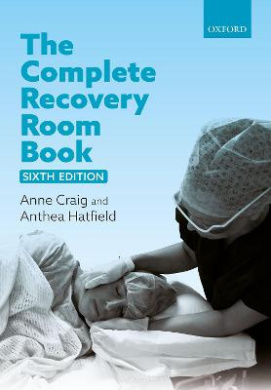 OXFORD
The
Complete
Recovery
Room
Book
SIXTH EDITION
Anne Craig and
Anthea Hatfield